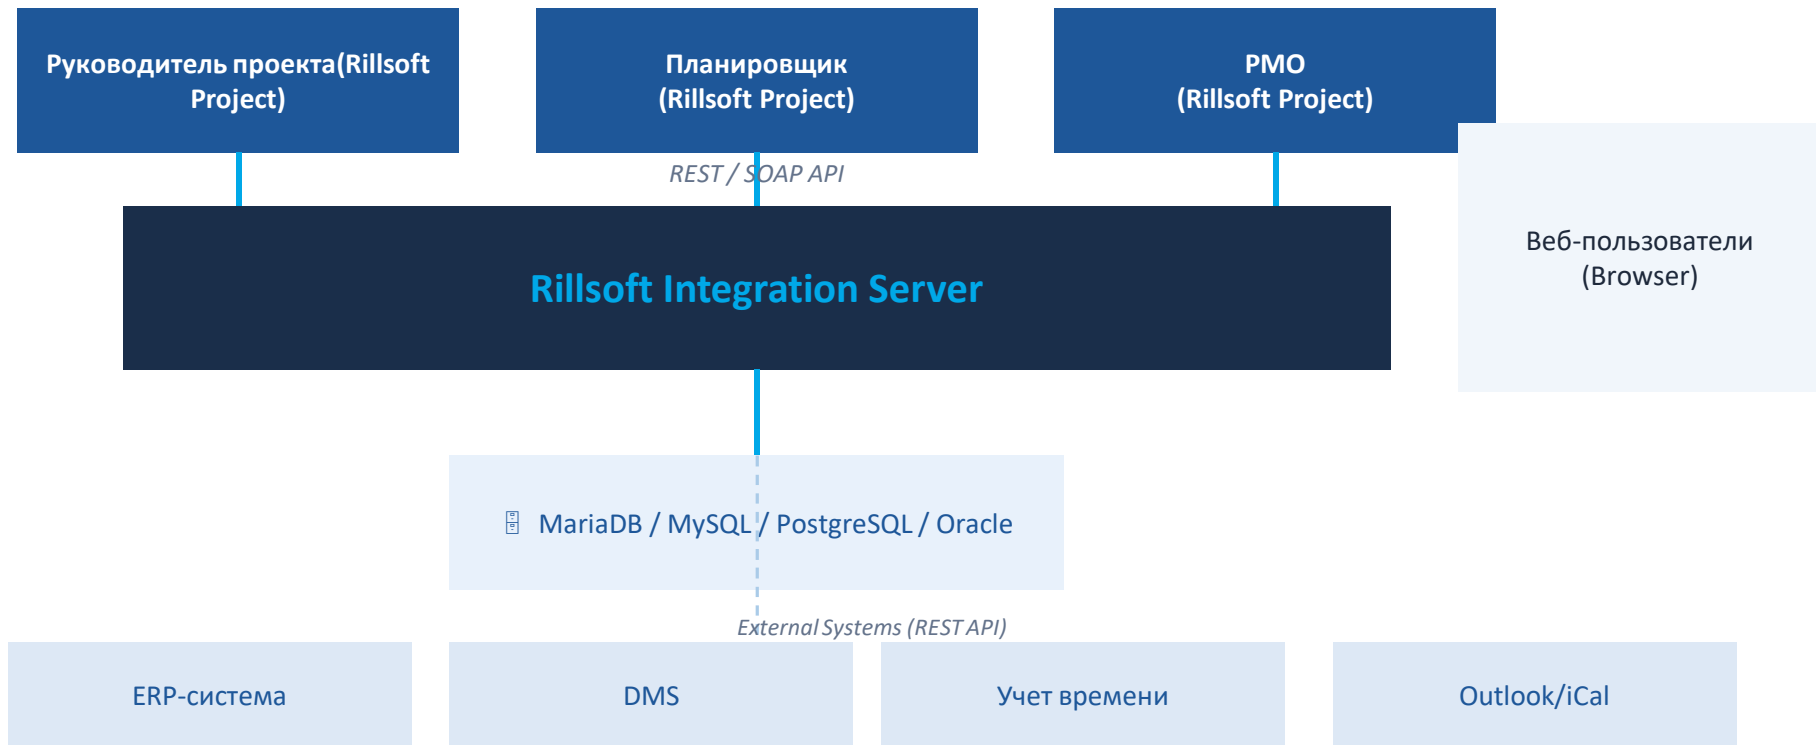 Руководитель проекта(Rillsoft
Project)
Планировщик
(Rillsoft Project)
PMO
(Rillsoft Project)
REST / SOAP API
Rillsoft Integration Server
Веб-пользователи
(Browser)
MariaDB / MySQL / PostgreSQL / Oracle
External Systems (REST API)
ERP-система
DMS
Учет времени
Outlook/iCal